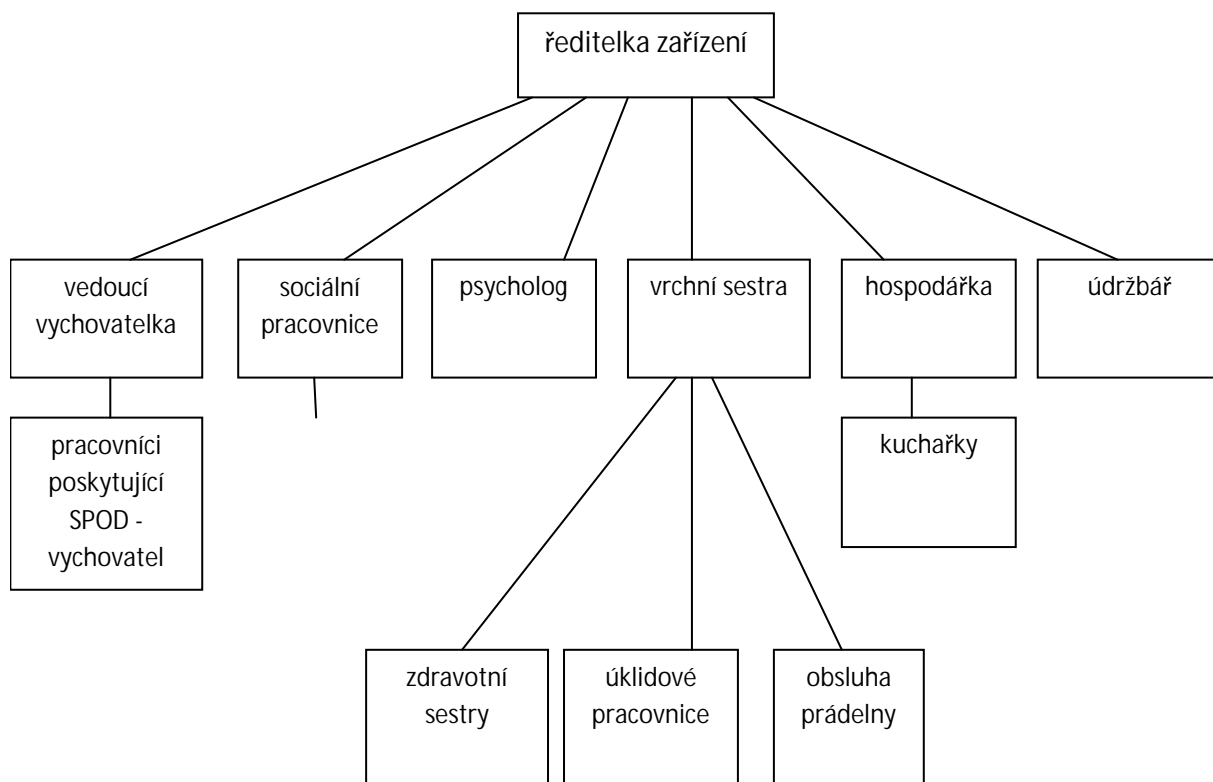 ředitelka zařízení
vedoucí
vychovatelka
sociální
pracovnice
psycholog
vrchní sestra
hospodářka
údržbář
pracovníci
poskytující
SPOD -
vychovatel
kuchařky
zdravotní
sestry
úklidové
pracovnice
obsluha
prádelny